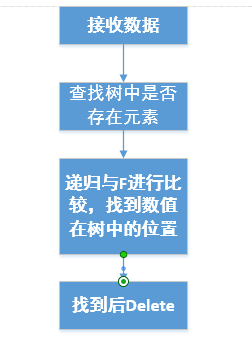 接收数据
查找树中是否
存在元素
递归与F进行比
较，找到数值
在树中的位置
找到后Delete